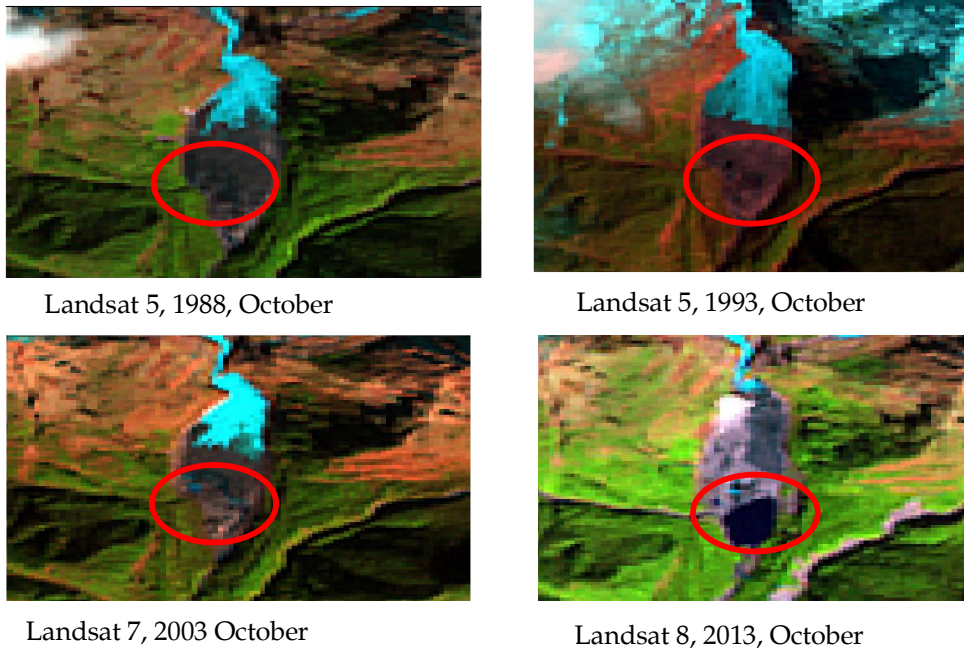 Landsat 5, 1988, October
Landsat 5, 1993, October
Landsat 7, 2003 October
Landsat 8, 2013, October